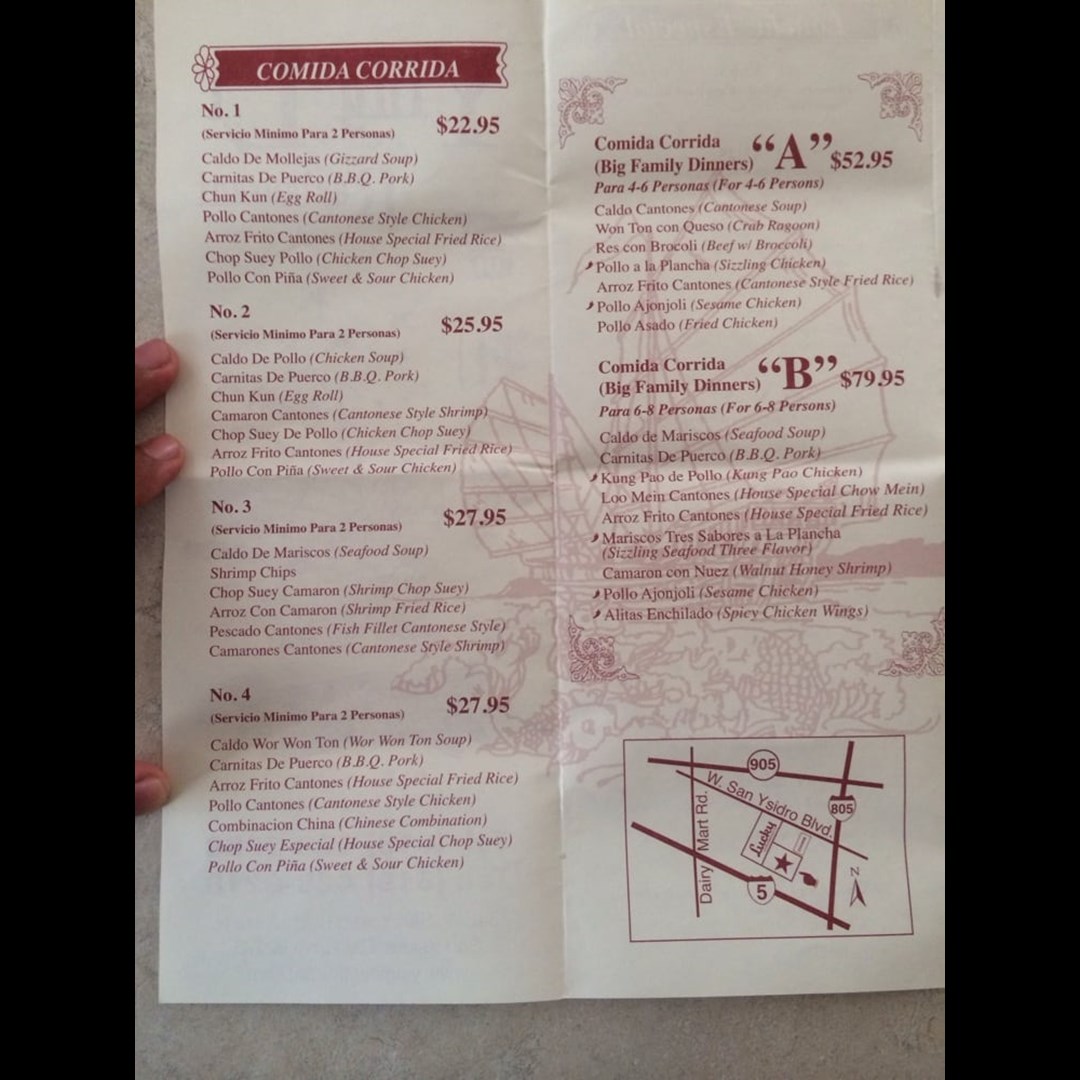 COMIDA CORRIDA
No. 1
(Servicio Minimo Para 2 Personas) $22.95
Caldo De Mollejas (Gizzard Soup)
Carnitas De Puerco (B.B.Q. Pork)
Chun Kun (Egg Roll)
Pollo Cantones (Cantonese Style Chicken)
Arroz Frito Cantones (House Special Fried Rice)
Chop Suey Pollo (Chicken Chop Suey)
Pollo Con Piña (Sweet & Sour Chicken)
No. 2
(Servicio Minimo Para 2 Personas) $25.95
Caldo De Pollo (Chicken Soup)
Carnitas De Puerco (B.B.Q. Pork)
Chun Kun (Egg Roll)
Camaron Cantones (Cantonese Style Shrimp)
Chop Suey De Pollo (Chicken Chop Suey)
Arroz Frito Cantones (House Special Fried Rice)
Pollo Con Piña (Sweet & Sour Chicken)
No. 3
(Servicio Minimo Para 2 Personas) $27.95
Caldo De Mariscos (Seafood Soup)
Shrimp Chips
Chop Suey Camaron (Shrimp Chop Suey)
Arroz Con Camaron (Shrimp Fried Rice)
Pescado Cantones (Fish Fillet Cantonese Style)
Camarones Cantones (Cantonese Style Shrimp)
No. 4
(Servicio Minimo Para 2 Personas) $27.95
Caldo Wor Won Ton (Wor Won Ton Soup)
Carnitas De Puerco (B.B.Q. Pork)
Arroz Frito Cantones (House Special Fried Rice)
Pollo Cantones (Cantonese Style Chicken)
Combinacion China (Chinese Combination)
Chop Suey Especial (House Special Chop Suey)
Pollo Con Piña (Sweet & Sour Chicken)
Comida Corrida
(Big Family Dinners) “A” $52.95
Para 4-6 Personas (For 4-6 Persons)
Caldo Cantones (Cantonese Soup)
Won Ton con Queso (Crab Ragoon)
Res con Brocoli (Beef w/ Broccoli)
Pollo a la Plancha (Sizzling Chicken)
Arroz Frito Cantones (Cantonese Style Fried Rice)
Pollo Ajonjoli (Sesame Chicken)
Pollo Asado (Fried Chicken)
Comida Corrida
(Big Family Dinners) “B” $79.95
Para 6-8 Personas (For 6-8 Persons)
Caldo de Mariscos (Seafood Soup)
Carnitas De Puerco (B.B.Q. Pork)
Kung Pao de Pollo (Kung Pao Chicken)
Loo Mein Cantones (House Special Chow Mein)
Arroz Frito Cantones (House Special Fried Rice)
Mariscos Tres Sabores a La Plancha
(Sizzling Seafood Three Flavor)
Camaron con Nuez (Walnut Honey Shrimp)
Pollo Ajonjoli (Sesame Chicken)
Alitas Enchilado (Spicy Chicken Wings)
905
W. San Ysidro Blvd.
805
Dairy Mart Rd.
Lucky
5
N